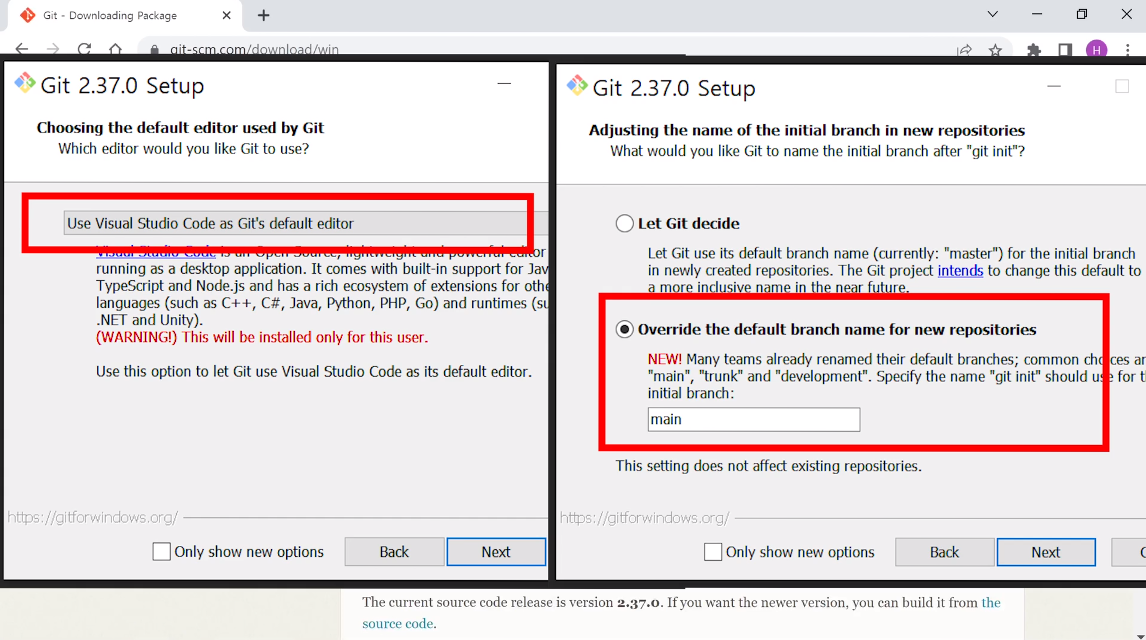 Git - Downloading Package
git-scm.com/download/win
H
Git 2.37.0 Setup
Choosing the default editor used by Git
Which editor would you like Git to use?
Use Visual Studio Code as Git's default editor
Visual Studio Code is an Open Source, lightweight and powerful editor
running as a desktop application. It comes with built-in support for Jav
TypeScript and Node.js and has a rich ecosystem of extensions for othe
languages (such as C++, C#, Java, Python, PHP, Go) and runtimes (su
.NET and Unity).
(WARNING!) This will be installed only for this user.
Use this option to let Git use Visual Studio Code as its default editor.
https://gitforwindows.org/
Only show new options
Back
Next
Git 2.37.0 Setup
Adjusting the name of the initial branch in new repositories
What would you like Git to name the initial branch after "git init"?
Let Git decide
Let Git use its default branch name (currently: "master") for the initial branch
in newly created repositories. The Git project intends to change this default to
a more inclusive name in the near future.
Override the default branch name for new repositories
NEW! Many teams already renamed their default branches; common choices ar
"main", "trunk" and "development". Specify the name "git init" should use for t
initial branch:
main
This setting does not affect existing repositories.
https://gitforwindows.org/
Only show new options
Back
Next
C
The current source code release is version 2.37.0. If you want the newer version, you can build it from the
source code.